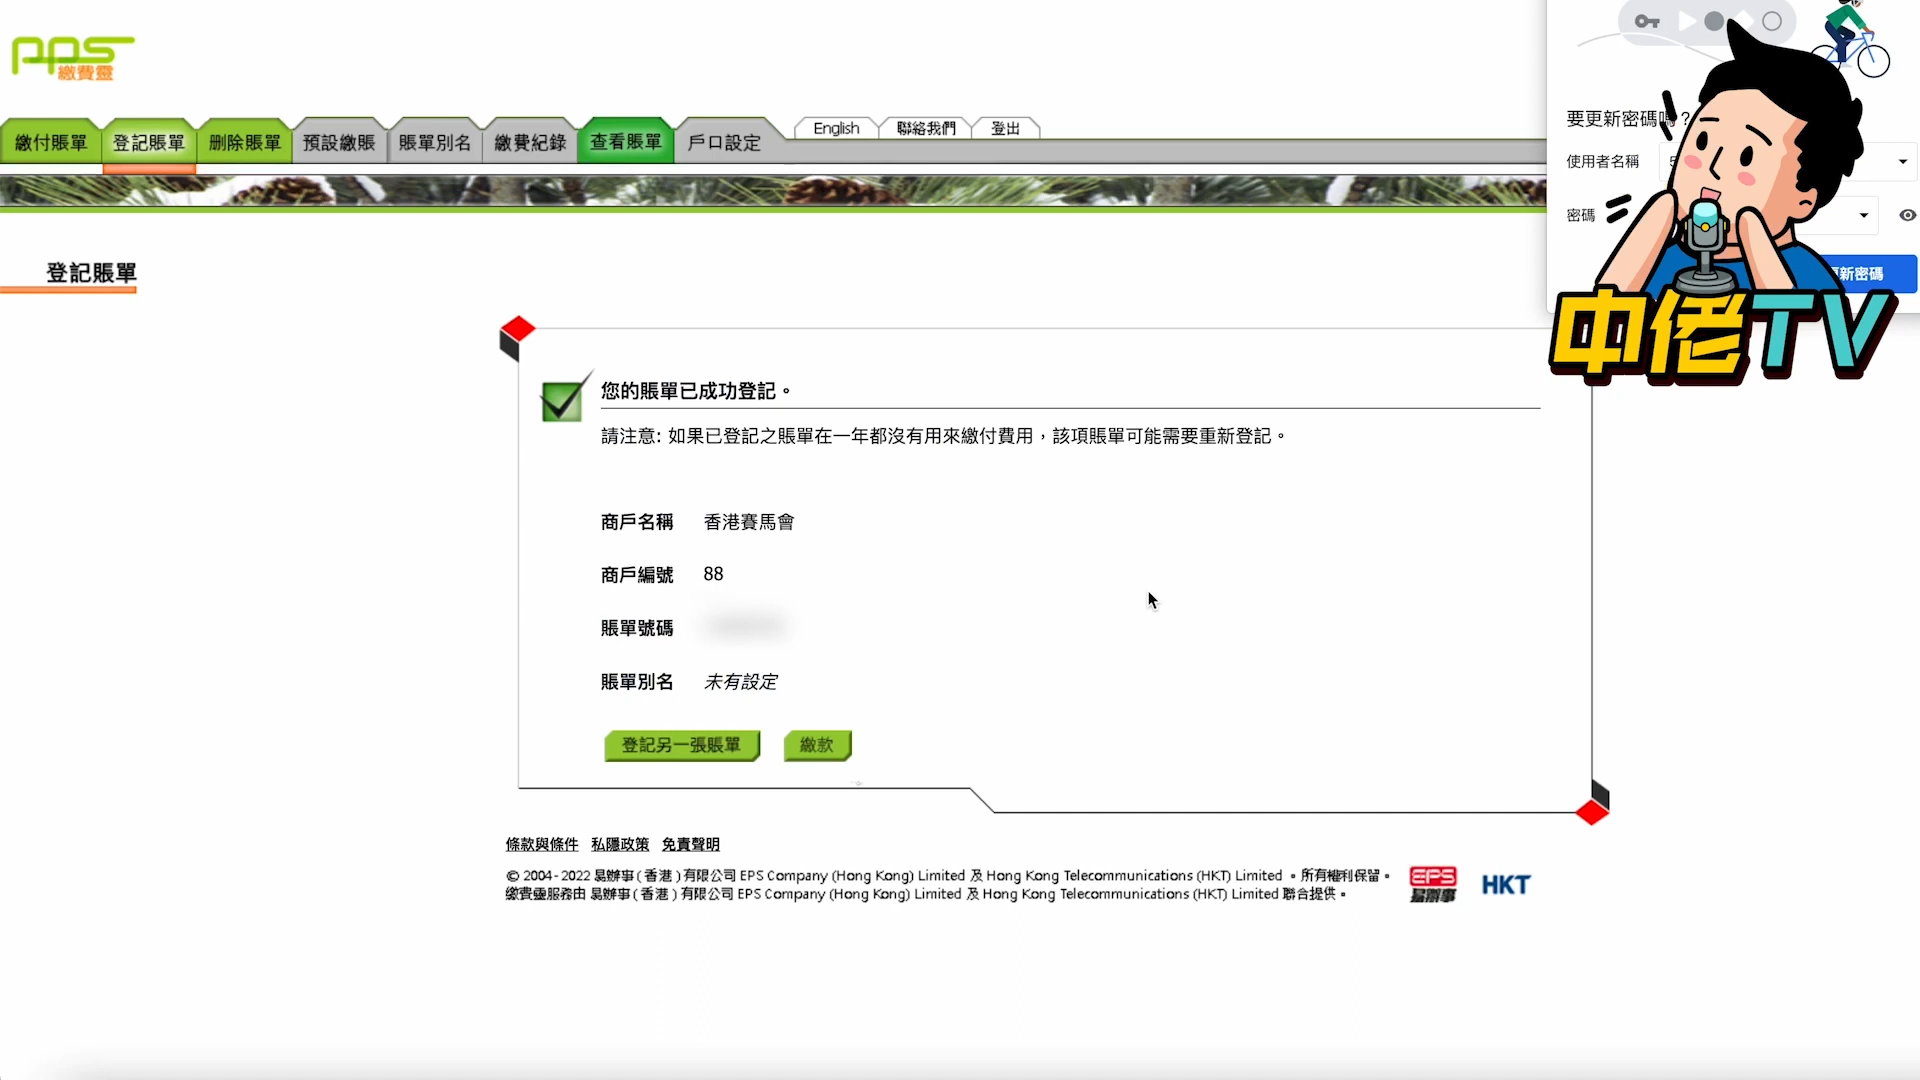 pps
繳費靈
繳付賬單 登記賬單 刪除賬單 預設繳賬 賬單別名 繳費紀錄 查看賬單 戶口設定 English 聯絡我們 登出
登記賬單
您的賬單已成功登記。
請注意: 如果已登記之賬單在一年都沒有用來繳付費用，該項賬單可能需要重新登記。
商戶名稱 香港賽馬會
商戶編號 88
賬單號碼
賬單別名 未有設定
登記另一張賬單 繳款
條款與條件 私隱政策 免責聲明
© 2004-2022 易辦事(香港)有限公司 EPS Company (Hong Kong) Limited 及 Hong Kong Telecommunications (HKT) Limited 。所有權利保留。
繳費靈服務由 易辦事(香港)有限公司 EPS Company (Hong Kong) Limited 及 Hong Kong Telecommunications (HKT) Limited 聯合提供。
EPS
易辦事
HKT
要更新密碼嗎？
使用者名稱 5
密碼
新密碼
中佬TV